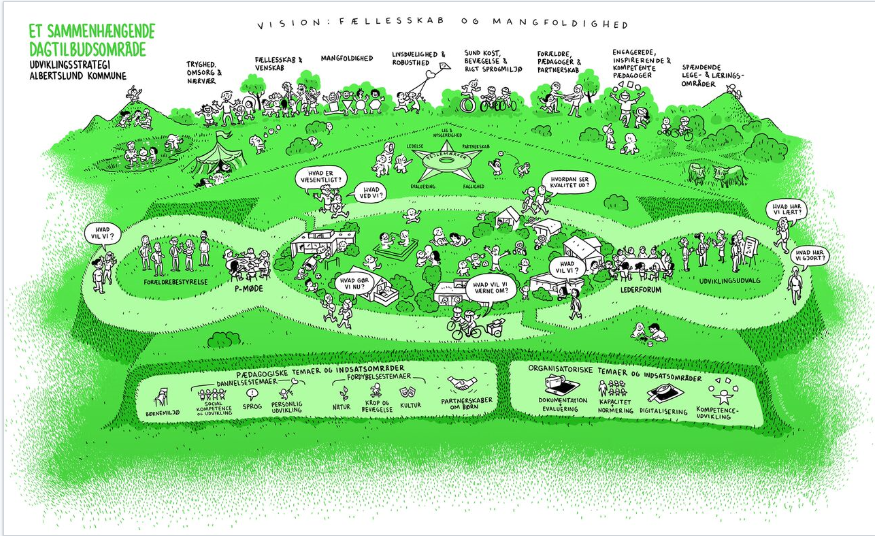 VISION: FÆLLESSKAB OG MANGFOLDIGHED
ET SAMMENHÆNGENDE
DAGTILBUDSOMRÅDE
UDVIKLINGSSTRATEGI
ALBERTSLUND KOMMUNE
TRYGHED,
OMSORG &
NÆRVÆR
FÆLLESSKAB &
VENSKAB
MANGFOLDIGHED
LIVSDUELIGHED &
ROBUSTHED
SUND KOST,
BEVÆGELSE &
RIGT SPROGMILJØ
FORÆLDRE,
PÆDAGOGER &
PARTNERSKAB
ENGAGEREDE,
INSPIRERENDE &
KOMPETENTE
PÆDAGOGER
SPÆNDENDE
LEGE- & LÆRINGS-
OMRÅDER
LEG &
NYSGERRIGHED
LEDELSE
PARTNERSKAB
EVALUERING
FAGLIGHED
HVAD ER
VÆSENTLIGT?
HVAD
VED VI?
HVORDAN SER
KVALITET UD?
HVAD
VIL VI?
HVAD HAR
VI LÆRT?
HVAD HAR
VI GJORT?
FORÆLDREBESTYRELSE
P-MØDE
HVAD GØR
VI NU?
HVAD VIL VI
VÆRNE OM?
HVAD
VIL VI?
LEDERFORUM
UDVIKLINGSUDVALG
PÆDAGOGISKE TEMAER OG INDSATSOMRÅDER
DANNELSESTEMAER
FORDYBELSESTEMAER
BØRNEMILJØ
SOCIAL
KOMPETENCE
OG UDVIKLING
SPROG
PERSONLIG
UDVIKLING
NATUR
KROP OG
BEVÆGELSE
KULTUR
PARTNERSKABER
OM BØRN
ORGANISATORISKE TEMAER OG INDSATSOMRÅDER
DOKUMENTATION
EVALUERING
KAPACITET
NORMERING
DIGITALISERING
KOMPETENCE-
UDVIKLING